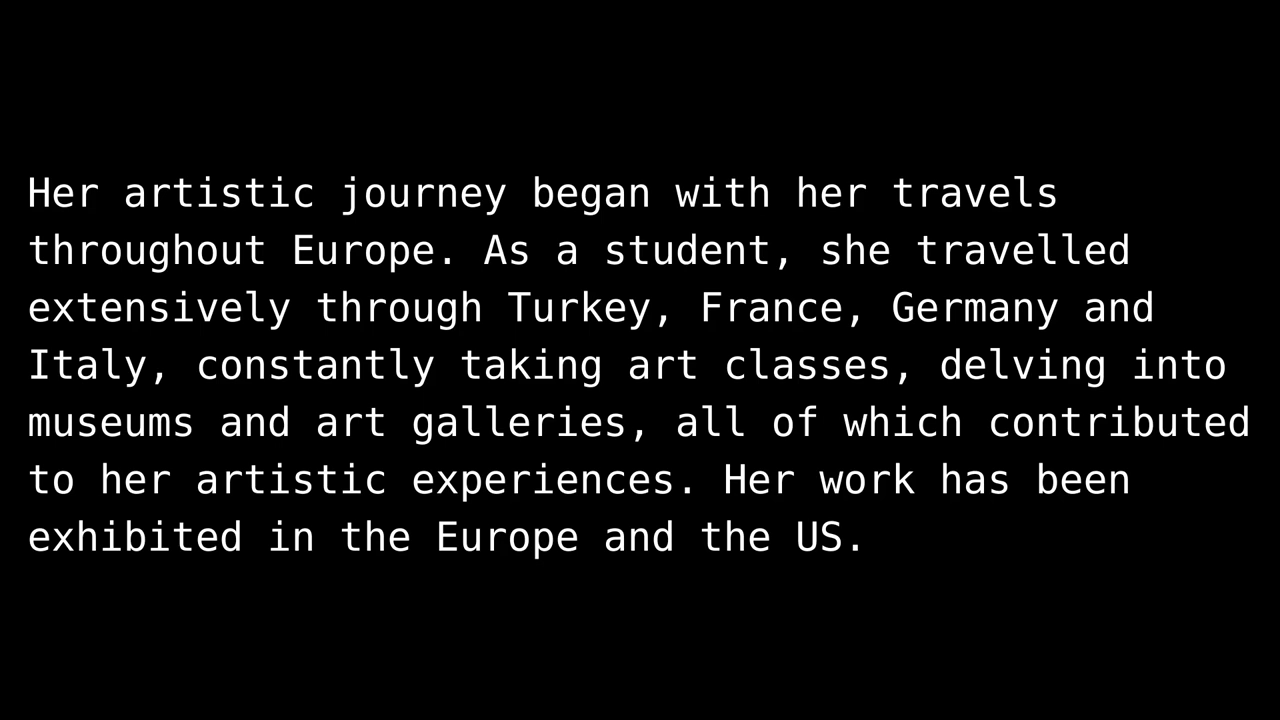 Her artistic journey began with her travels
throughout Europe. As a student, she travelled
extensively through Turkey, France, Germany and
Italy, constantly taking art classes, delving into
museums and art galleries, all of which contributed
to her artistic experiences. Her work has been
exhibited in the Europe and the US.